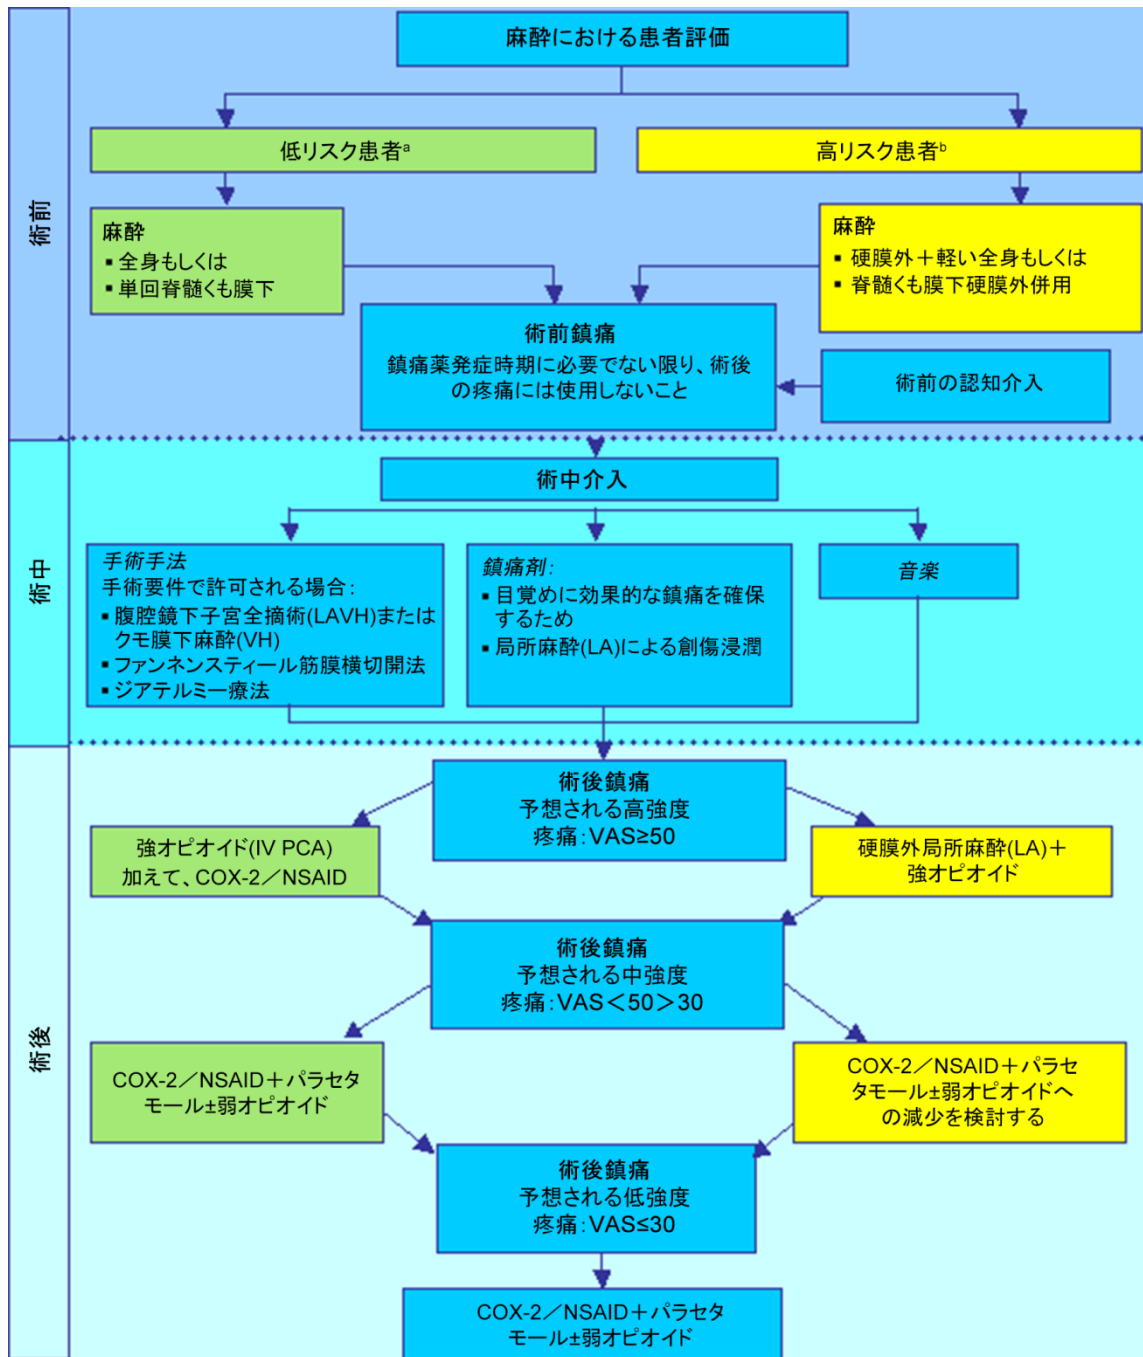 麻酔における患者評価
低リスク患者ᵃ
高リスク患者ᵇ
術前
麻酔
▪ 全身もしくは
▪ 単回脊髄くも膜下
麻酔
▪ 硬膜外＋軽い全身もしくは
▪ 脊髄くも膜下硬膜外併用
術前鎮痛
鎮痛薬発症時期に必要でない限り、術後
の疼痛には使用しないこと
術前の認知介入
術中介入
術中
手術手法
手術要件で許可される場合：
▪ 腹腔鏡下子宮全摘術(LAVH)または
クモ膜下麻酔(VH)
▪ ファンネンスティール筋膜横切開法
▪ ジアテルミー療法
鎮痛剤：
▪ 目覚めに効果的な鎮痛を確保
するため
▪ 局所麻酔(LA)による創傷浸潤
音楽
術後
術後鎮痛
予想される高強度
疼痛：VAS≥50
強オピオイド(IV PCA)
加えて、COX-2／NSAID
硬膜外局所麻酔(LA)＋
強オピオイド
術後鎮痛
予想される中強度
疼痛：VAS＜50＞30
COX-2／NSAID＋パラセタ
モール±弱オピオイド
COX-2／NSAID＋パラセ
タモール±弱オピオイドへ
の減少を検討する
術後鎮痛
予想される低強度
疼痛：VAS≤30
COX-2／NSAID＋パラセタ
モール±弱オピオイド